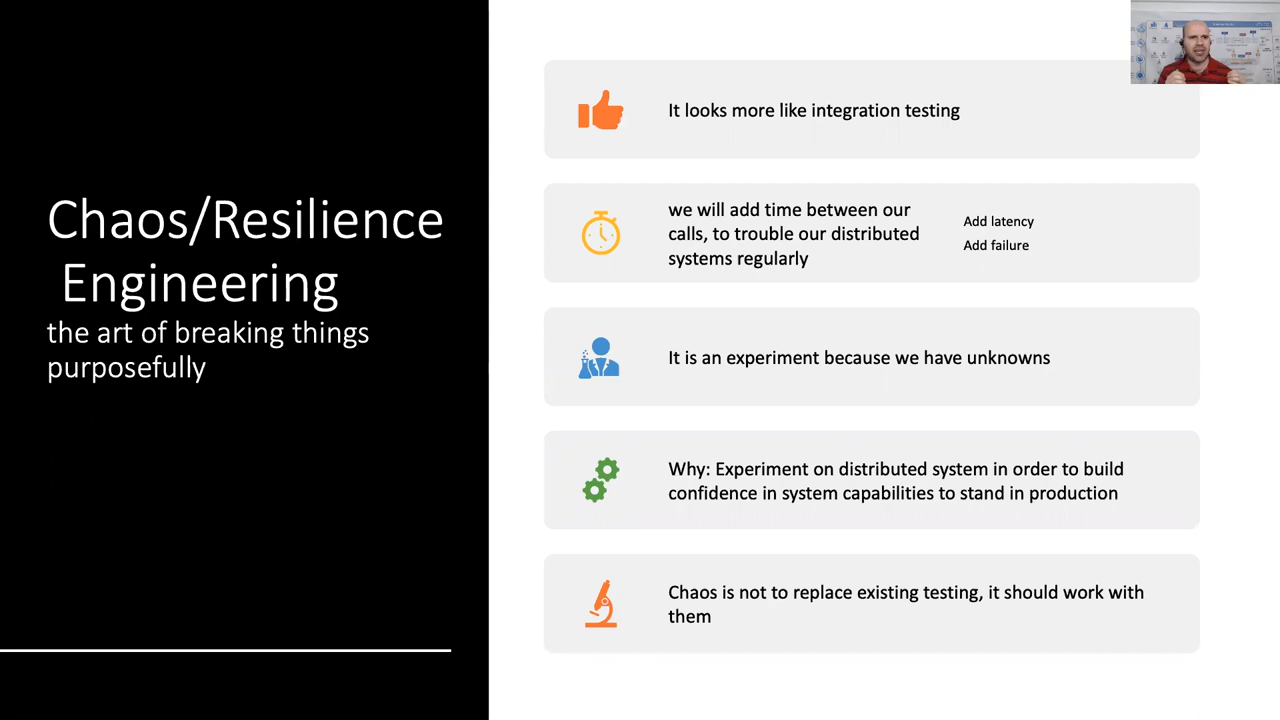 Chaos/Resilience
Engineering
the art of breaking things
purposefully
It looks more like integration testing
we will add time between our
calls, to trouble our distributed
systems regularly
Add latency
Add failure
It is an experiment because we have unknowns
Why: Experiment on distributed system in order to build
confidence in system capabilities to stand in production
Chaos is not to replace existing testing, it should work with
them